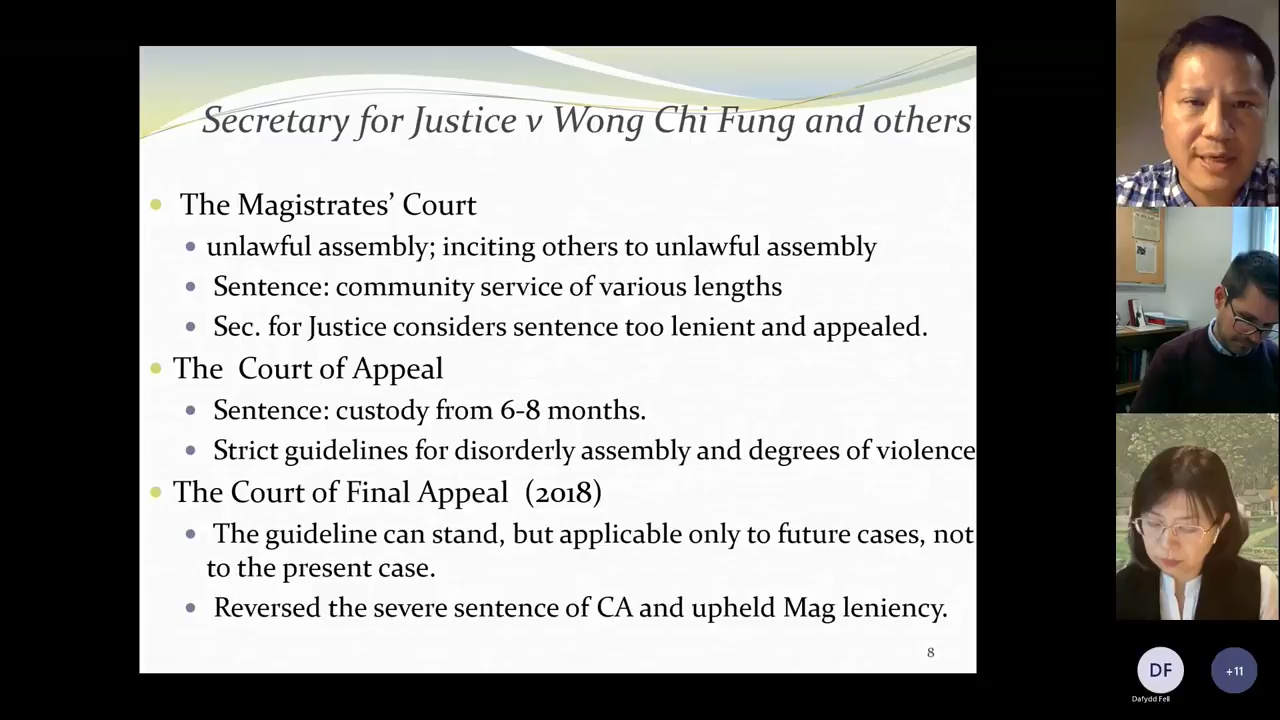 Secretary for Justice v Wong Chi Fung and others
The Magistrates' Court
unlawful assembly; inciting others to unlawful assembly
Sentence: community service of various lengths
Sec. for Justice considers sentence too lenient and appealed.
The Court of Appeal
Sentence: custody from 6-8 months.
Strict guidelines for disorderly assembly and degrees of violence
The Court of Final Appeal (2018)
The guideline can stand, but applicable only to future cases, not
to the present case.
Reversed the severe sentence of CA and upheld Mag leniency.
8
DF
+11
Dafydd Fell